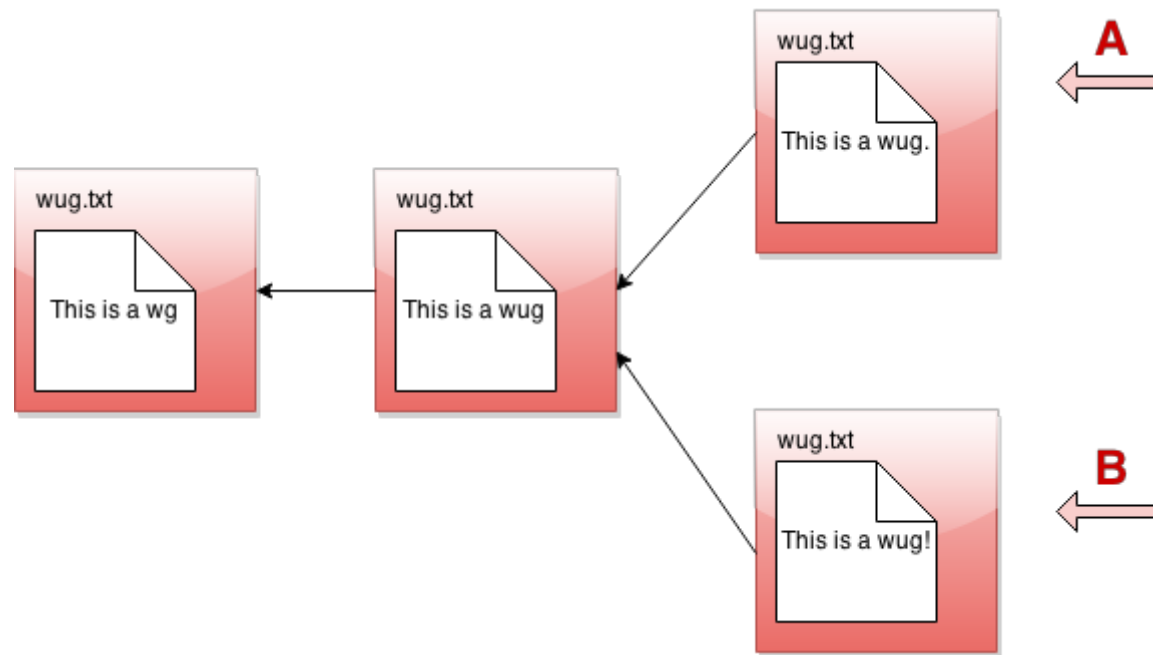 wug.txt
This is a wg
wug.txt
This is a wug
wug.txt
This is a wug.
A
wug.txt
This is a wug!
B